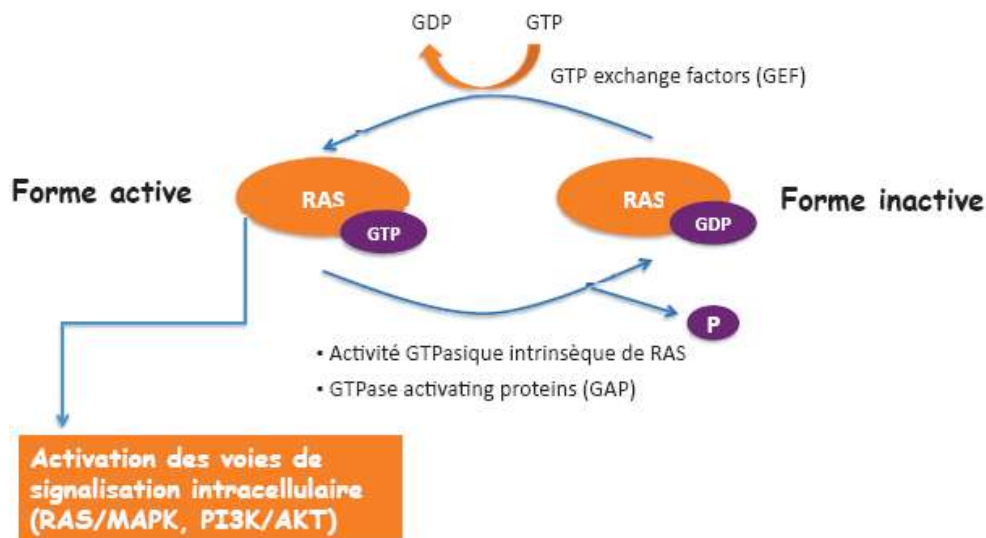 GDP GTP
GTP exchange factors (GEF)
Forme active
RAS
GTP
RAS
GDP
Forme inactive
P
• Activité GTPasique intrinsèque de RAS
• GTPase activating proteins (GAP)
Activation des voies de
signalisation intracellulaire
(RAS/MAPK, PI3K/AKT)